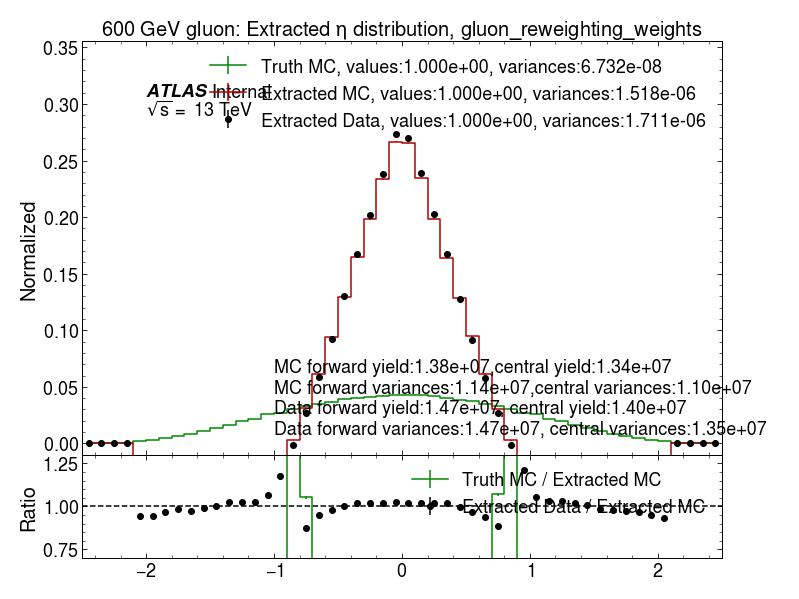 600 GeV gluon: Extracted η distribution, gluon_reweighting_weights
0.35
Truth MC, values:1.000e+00, variances:6.732e-08
ATLAS Internal
Extracted MC, values:1.000e+00, variances:1.518e-06
0.30
√s = 13 TeV
Extracted Data, values:1.000e+00, variances:1.711e-06
0.25
Normalized
0.20
0.15
0.10
MC forward yield:1.38e+07,central yield:1.34e+07
MC forward variances:1.14e+07,central variances:1.10e+07
0.05
Data forward yield:1.47e+07, central yield:1.40e+07
Data forward variances:1.47e+07, central variances:1.35e+07
0.00
1.25
Truth MC / Extracted MC
Ratio
1.00
Extracted Data / Extracted MC
0.75
−2 −1 0 1 2